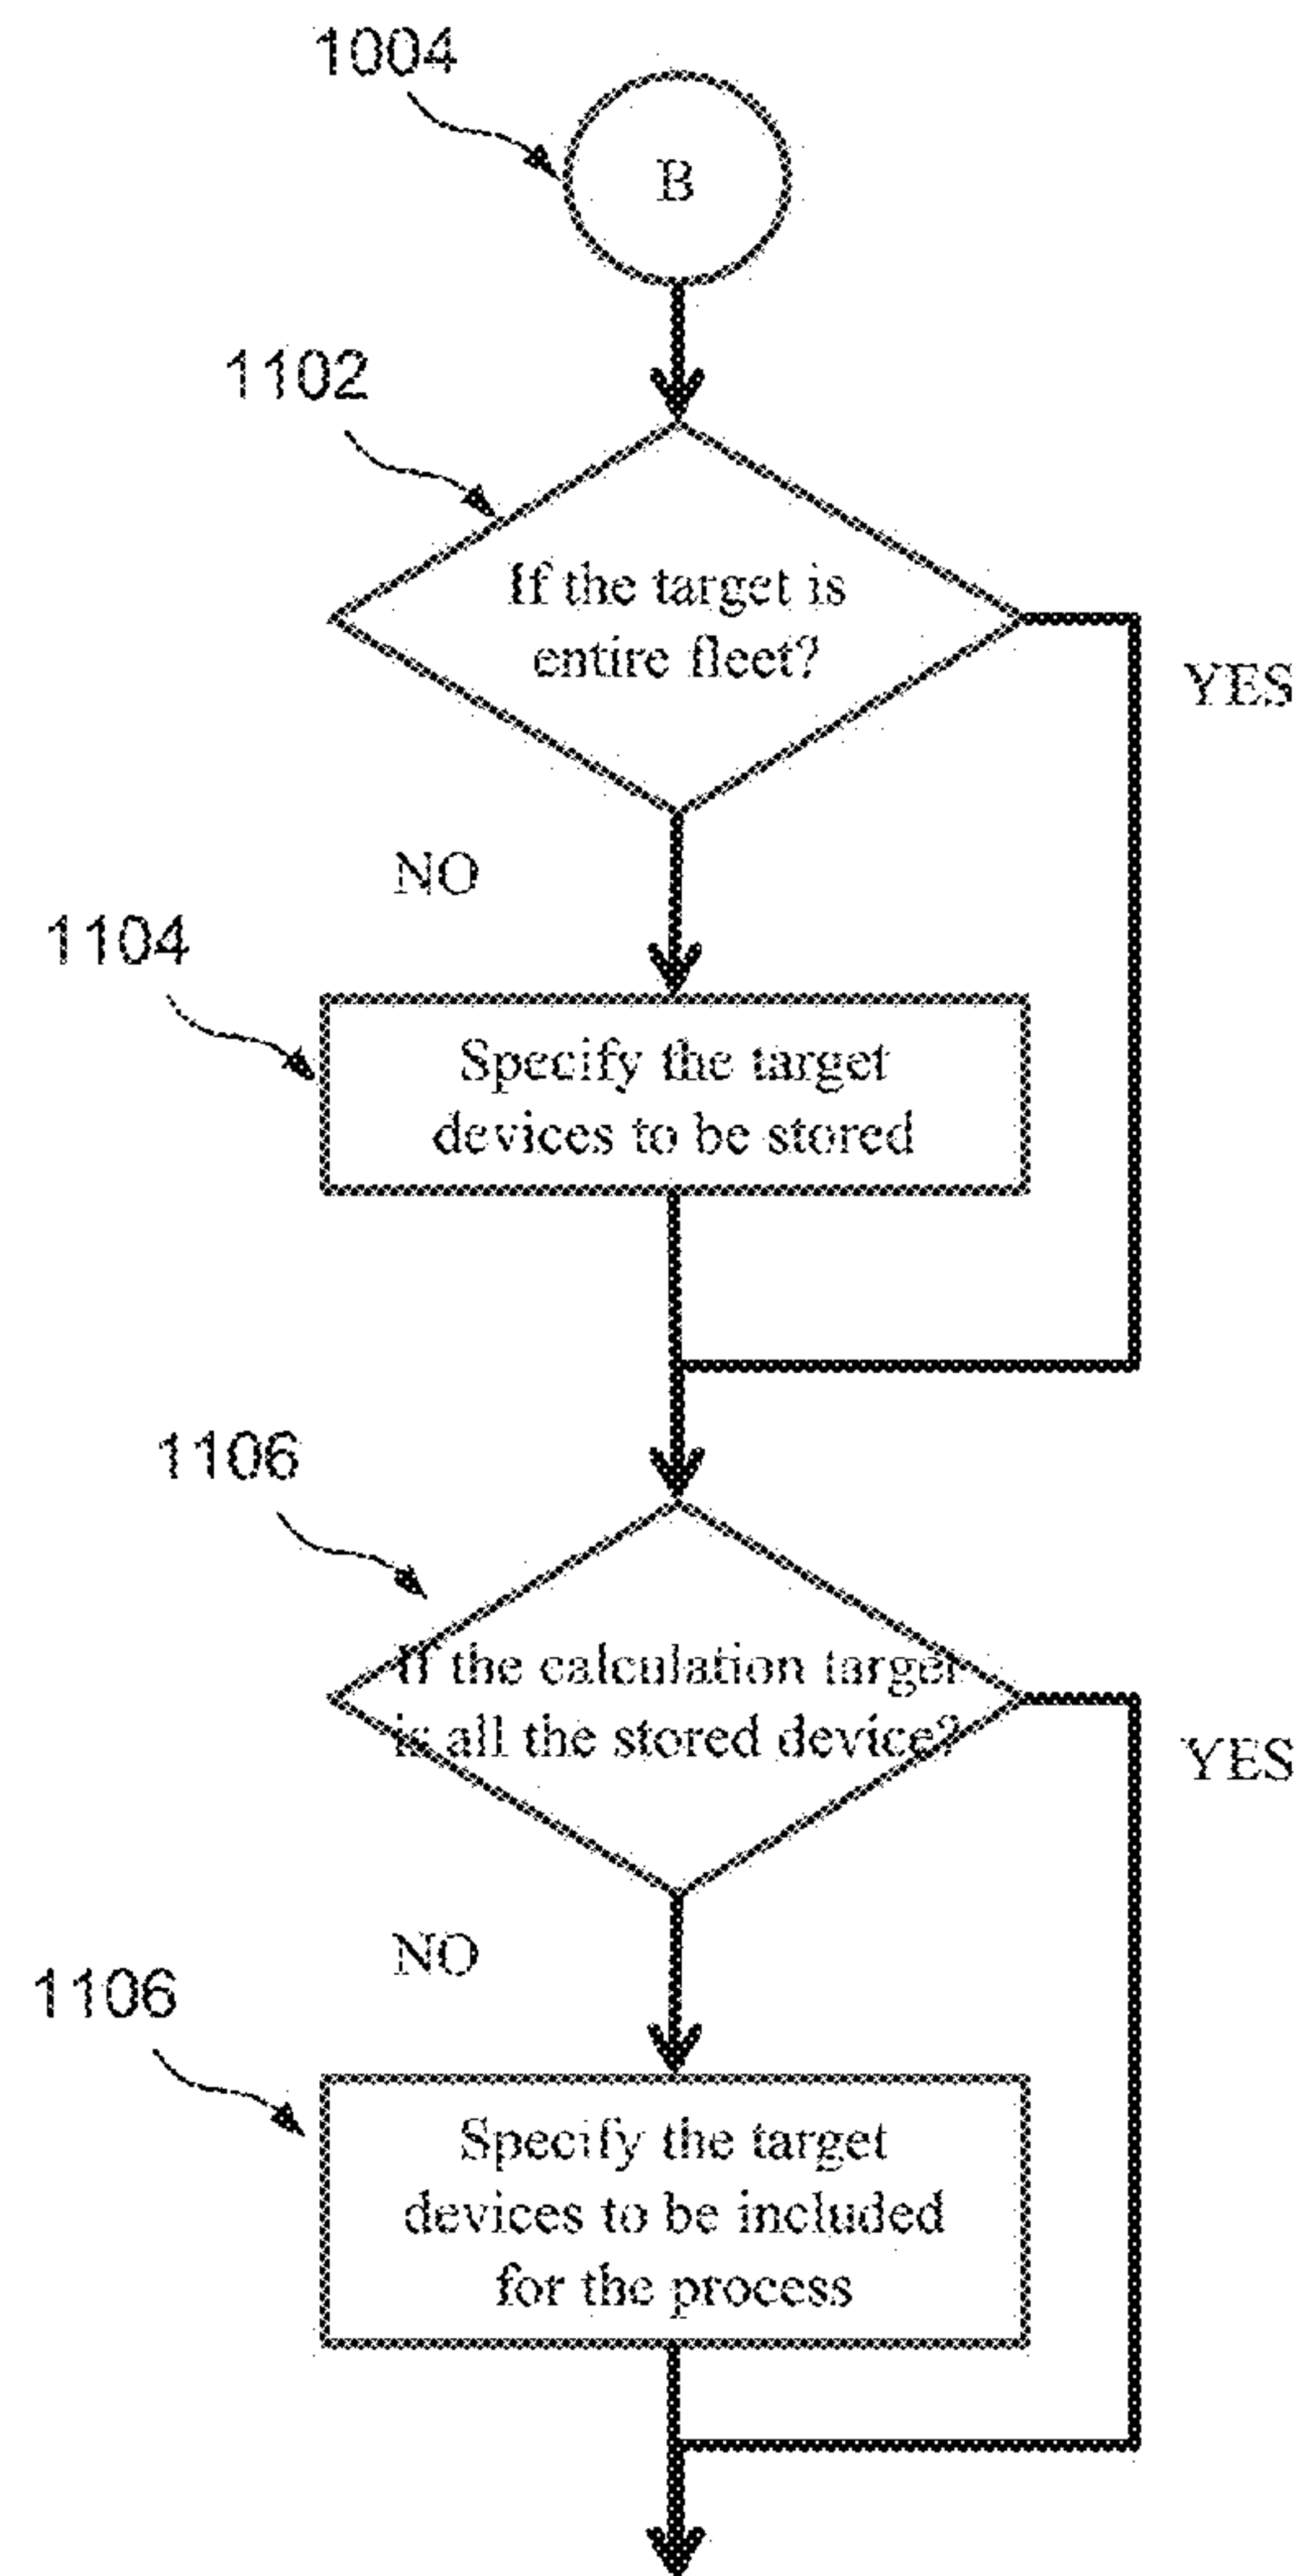 1004
B
1102
If the target is
entire fleet?
YES
NO
1104
Specify the target
devices to be stored
1106
If the calculation target
is all the stored device?
YES
NO
1106
Specify the target
devices to be included
for the process